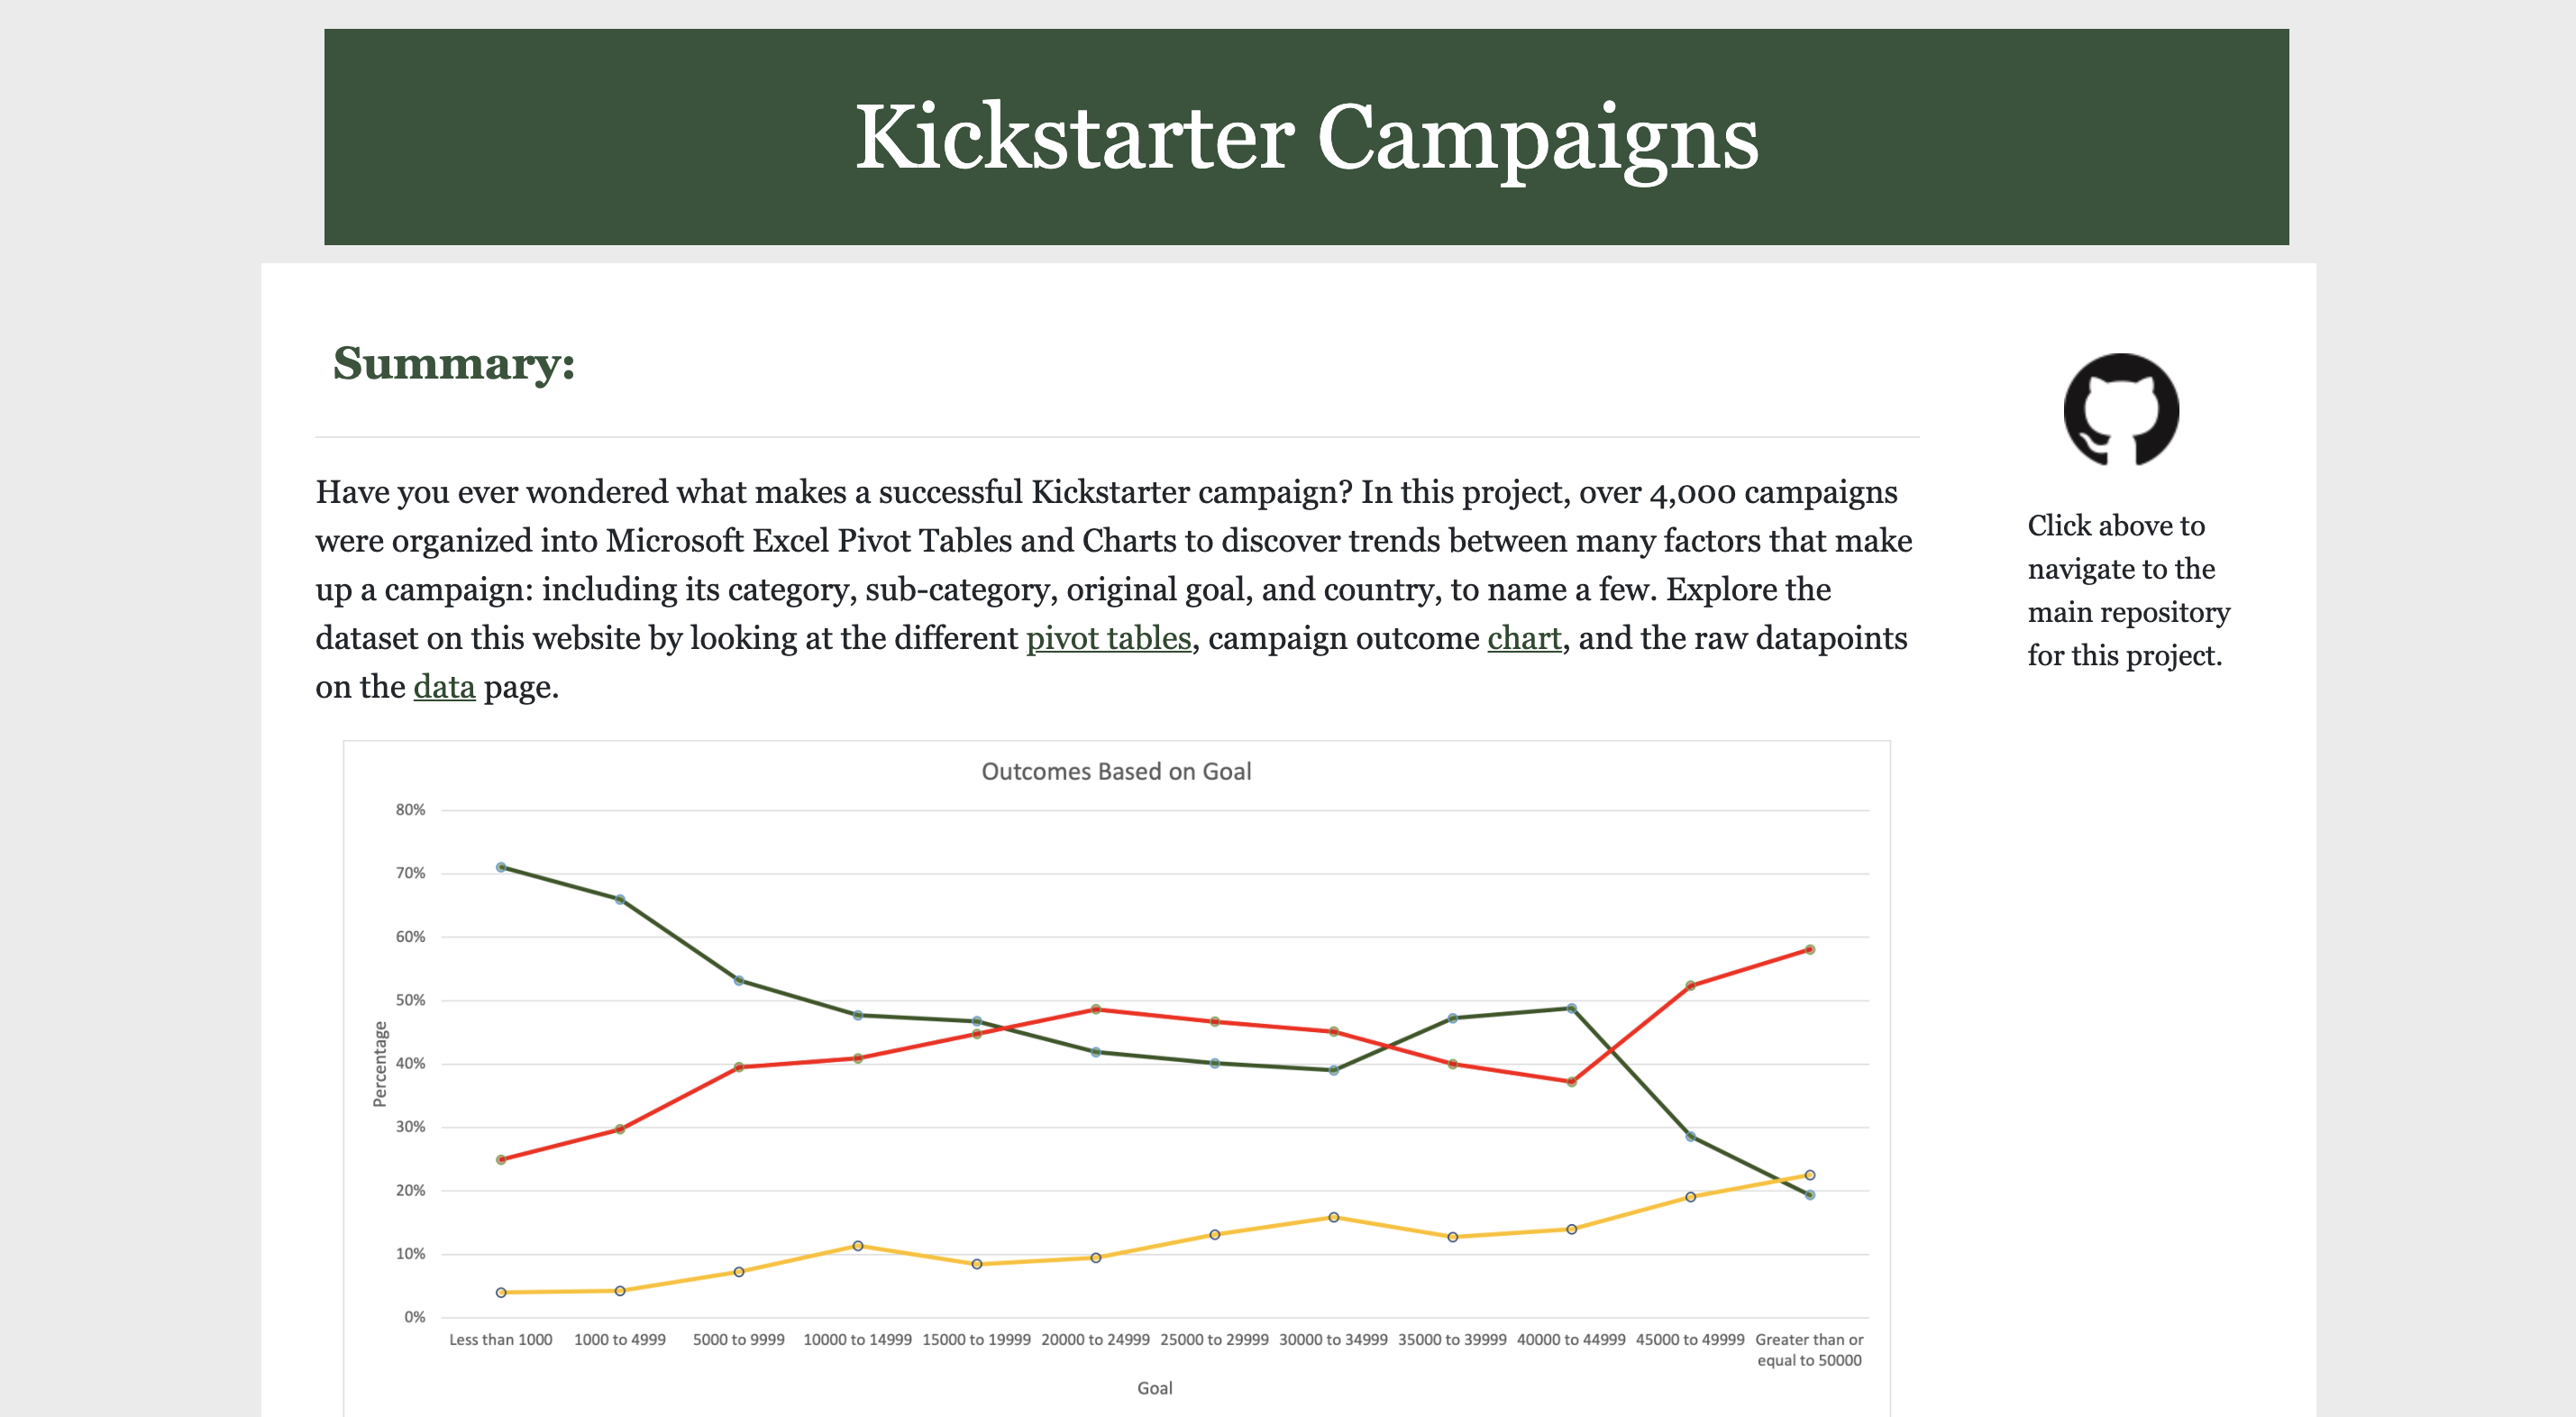 Kickstarter Campaigns
Summary:
Have you ever wondered what makes a successful Kickstarter campaign? In this project, over 4,000 campaigns
were organized into Microsoft Excel Pivot Tables and Charts to discover trends between many factors that make
up a campaign: including its category, sub-category, original goal, and country, to name a few. Explore the
dataset on this website by looking at the different pivot tables, campaign outcome chart, and the raw datapoints
on the data page.
Click above to
navigate to the
main repository
for this project.
Outcomes Based on Goal
80%
70%
60%
50%
40%
30%
20%
10%
0%
Percentage
Less than 1000 1000 to 4999 5000 to 9999 10000 to 14999 15000 to 19999 20000 to 24999 25000 to 29999 30000 to 34999 35000 to 39999 40000 to 44999 45000 to 49999 Greater than or
equal to 50000
Goal